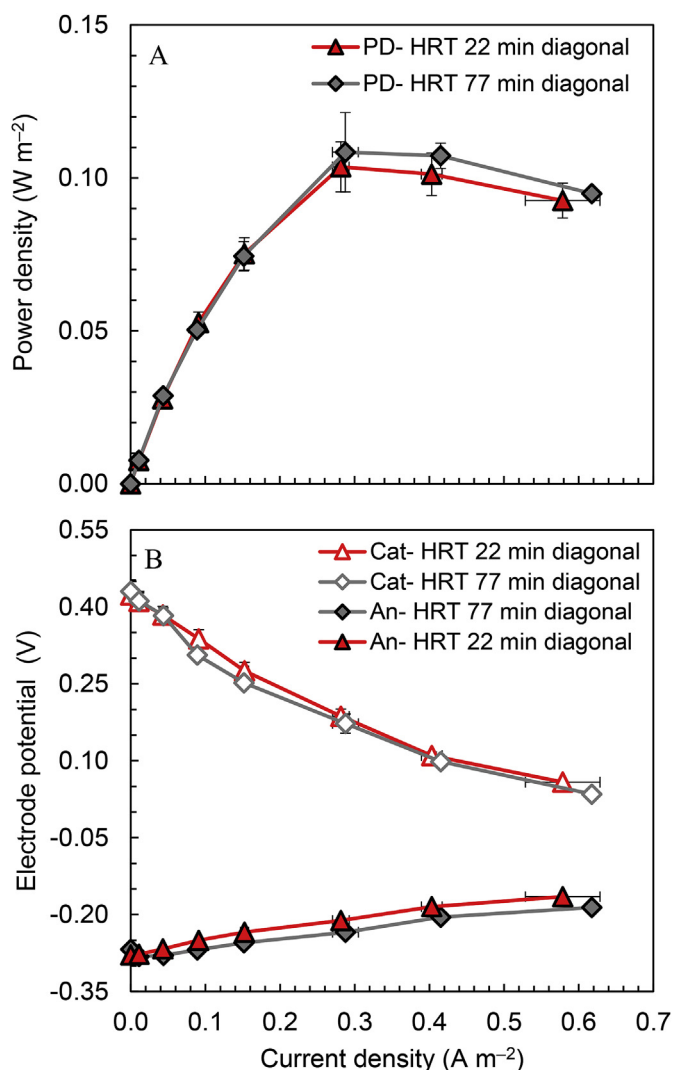 0.15
A
PD- HRT 22 min diagonal
PD- HRT 77 min diagonal
0.10
0.05
0.00
Power density (W m⁻²)
0.55
B
Cat- HRT 22 min diagonal
Cat- HRT 77 min diagonal
An- HRT 77 min diagonal
An- HRT 22 min diagonal
0.40
0.25
0.10
-0.05
-0.20
-0.35
Electrode potential (V)
0.0 0.1 0.2 0.3 0.4 0.5 0.6 0.7
Current density (A m⁻²)